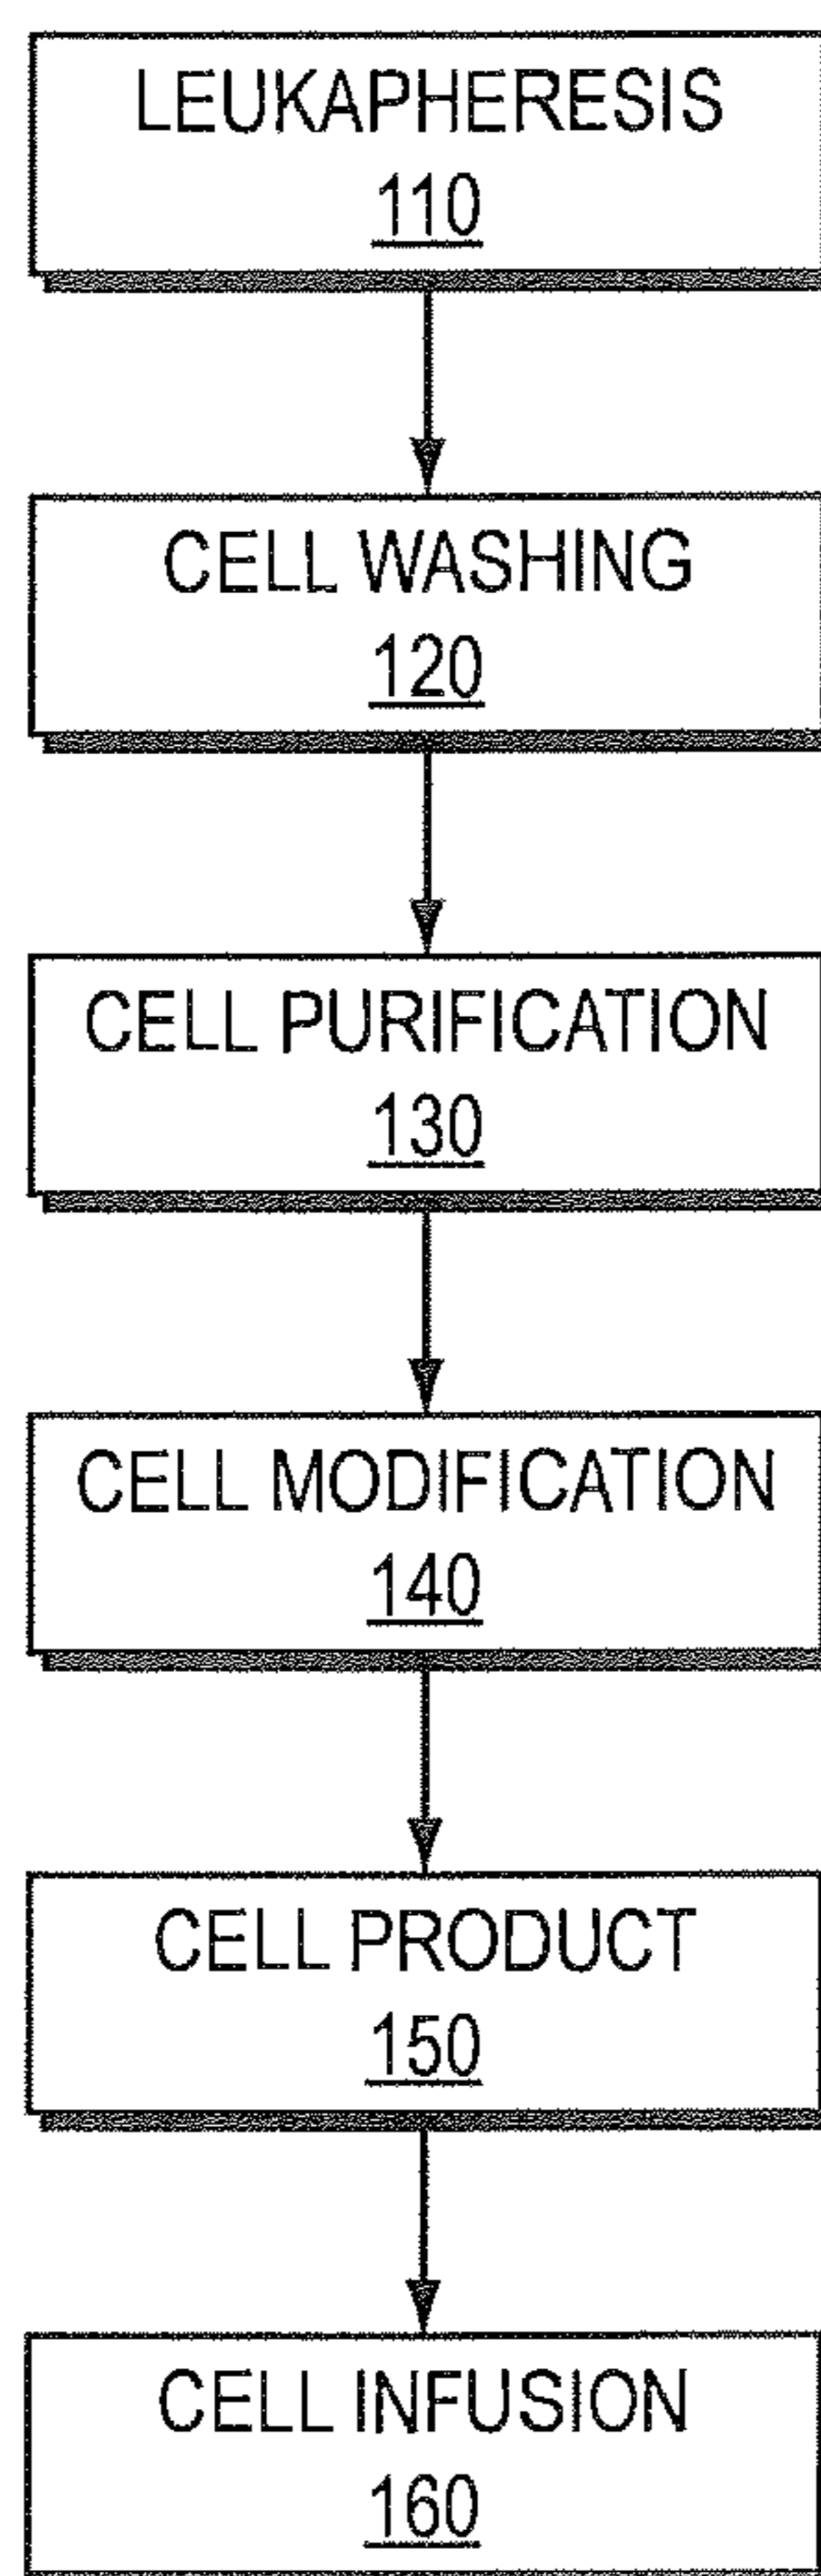 LEUKAPHERESIS
110
CELL WASHING
120
CELL PURIFICATION
130
CELL MODIFICATION
140
CELL PRODUCT
150
CELL INFUSION
160